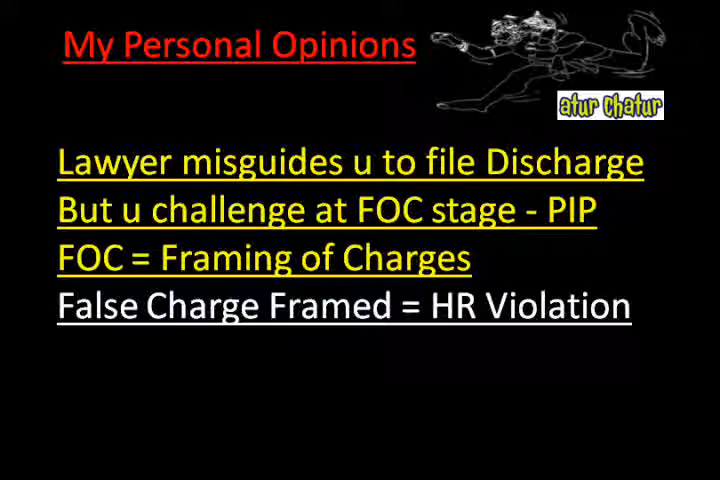 My Personal Opinions
atur chatur
Lawyer misguides u to file Discharge
But u challenge at FOC stage - PIP
FOC = Framing of Charges
False Charge Framed = HR Violation